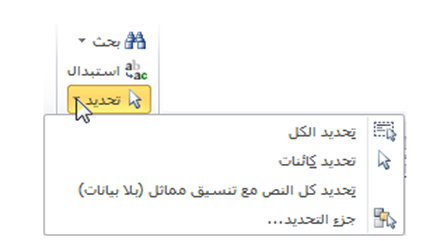 بحث
استبدال
تحديد
تحديد الكل
تحديد كائنات
تحديد كل النص مع تنسيق مماثل (بلا بيانات)
جزء التحديد...